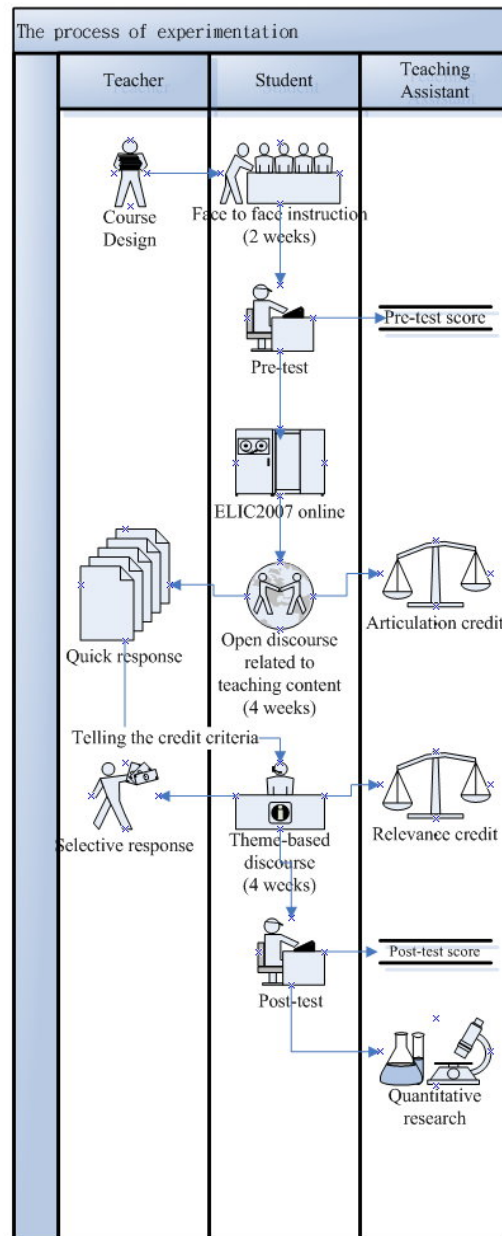 The process of experimentation
Teacher
Student
Teaching
Assistant
Course
Design
Face to face instruction
(2 weeks)
Pre-test
Pre-test score
ELIC2007 online
Quick response
Open discourse
related to
teaching content
(4 weeks)
Articulation credit
Telling the credit criteria
Selective response
Theme-based
discourse
(4 weeks)
Relevance credit
Post-test
Post-test score
Quantitative
research